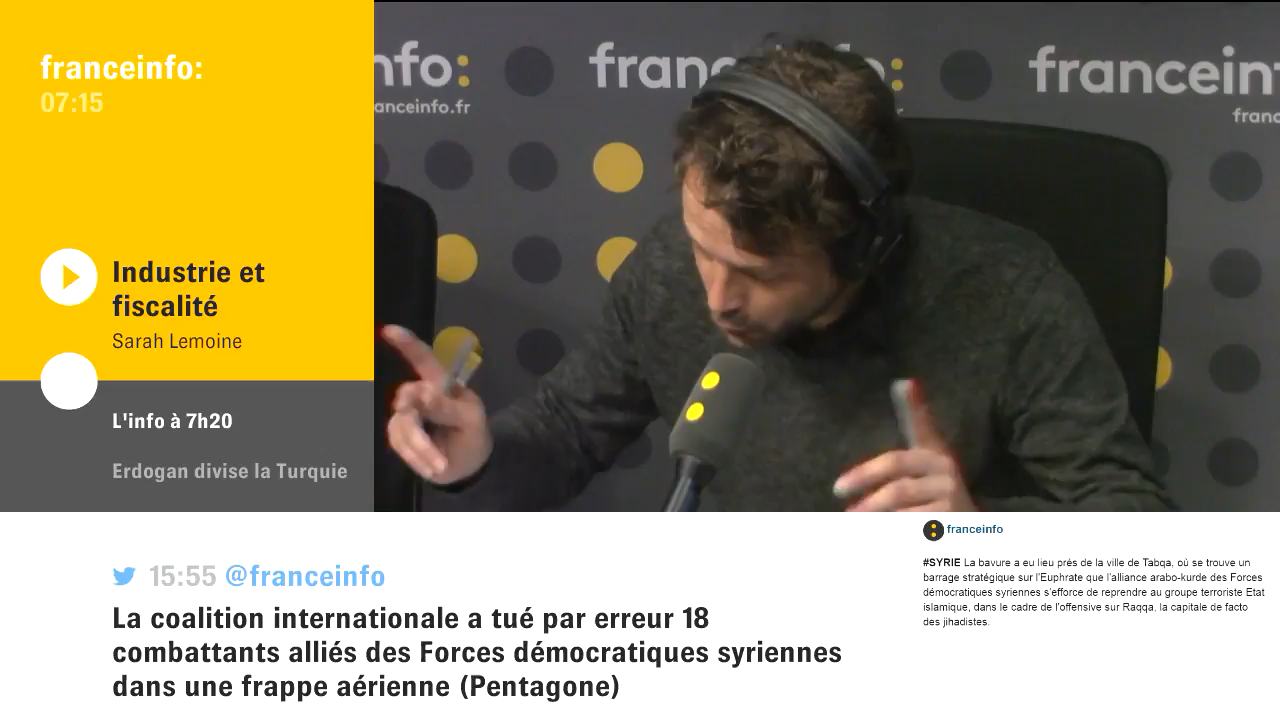 franceinfo:
07:15
Industrie et
fiscalité
Sarah Lemoine
L'info à 7h20
Erdogan divise la Turquie
nfo:
anceinfo.fr
franceinfo:
franceinf
franc
15:55 @franceinfo
La coalition internationale a tué par erreur 18
combattants alliés des Forces démocratiques syriennes
dans une frappe aérienne (Pentagone)
franceinfo
#SYRIE La bavure a eu lieu près de la ville de Tabqa, où se trouve un
barrage stratégique sur l'Euphrate que l'alliance arabo-kurde des Forces
démocratiques syriennes s'efforce de reprendre au groupe terroriste Etat
islamique, dans le cadre de l'offensive sur Raqqa, la capitale de facto
des jihadistes.